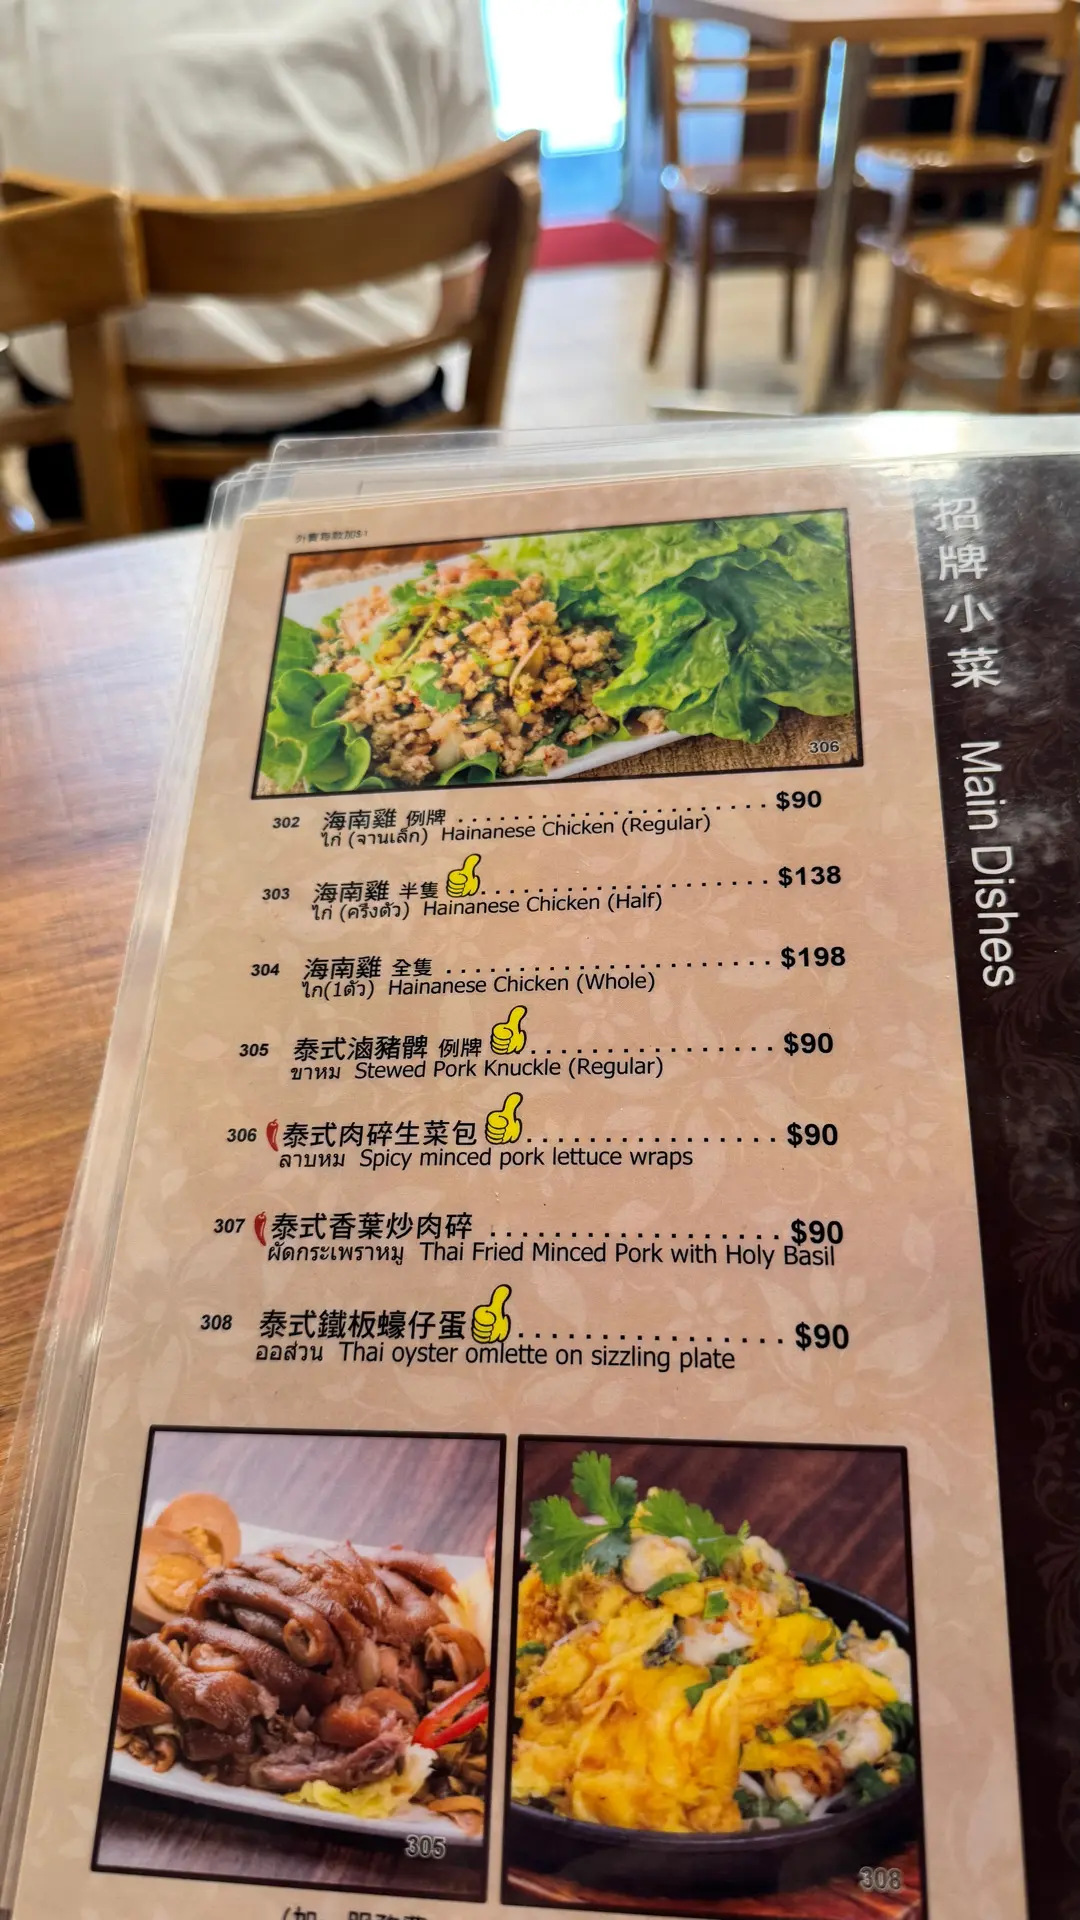 外賣每款加$1
306
302 海南雞 例牌 $90
ไก่ (จานเล็ก) Hainanese Chicken (Regular)
303 海南雞 半隻 $138
ไก่ (ครึ่งตัว) Hainanese Chicken (Half)
304 海南雞 全隻 $198
ไก่(1ตัว) Hainanese Chicken (Whole)
305 泰式滷豬髀 例牌 $90
ขาหม Stewed Pork Knuckle (Regular)
306 泰式肉碎生菜包 $90
ลาบหม Spicy minced pork lettuce wraps
307 泰式香葉炒肉碎 $90
ผัดกระเพราหมู Thai Fried Minced Pork with Holy Basil
308 泰式鐵板蠔仔蛋 $90
ออส่วน Thai oyster omlette on sizzling plate
305
308
招牌小菜 Main Dishes